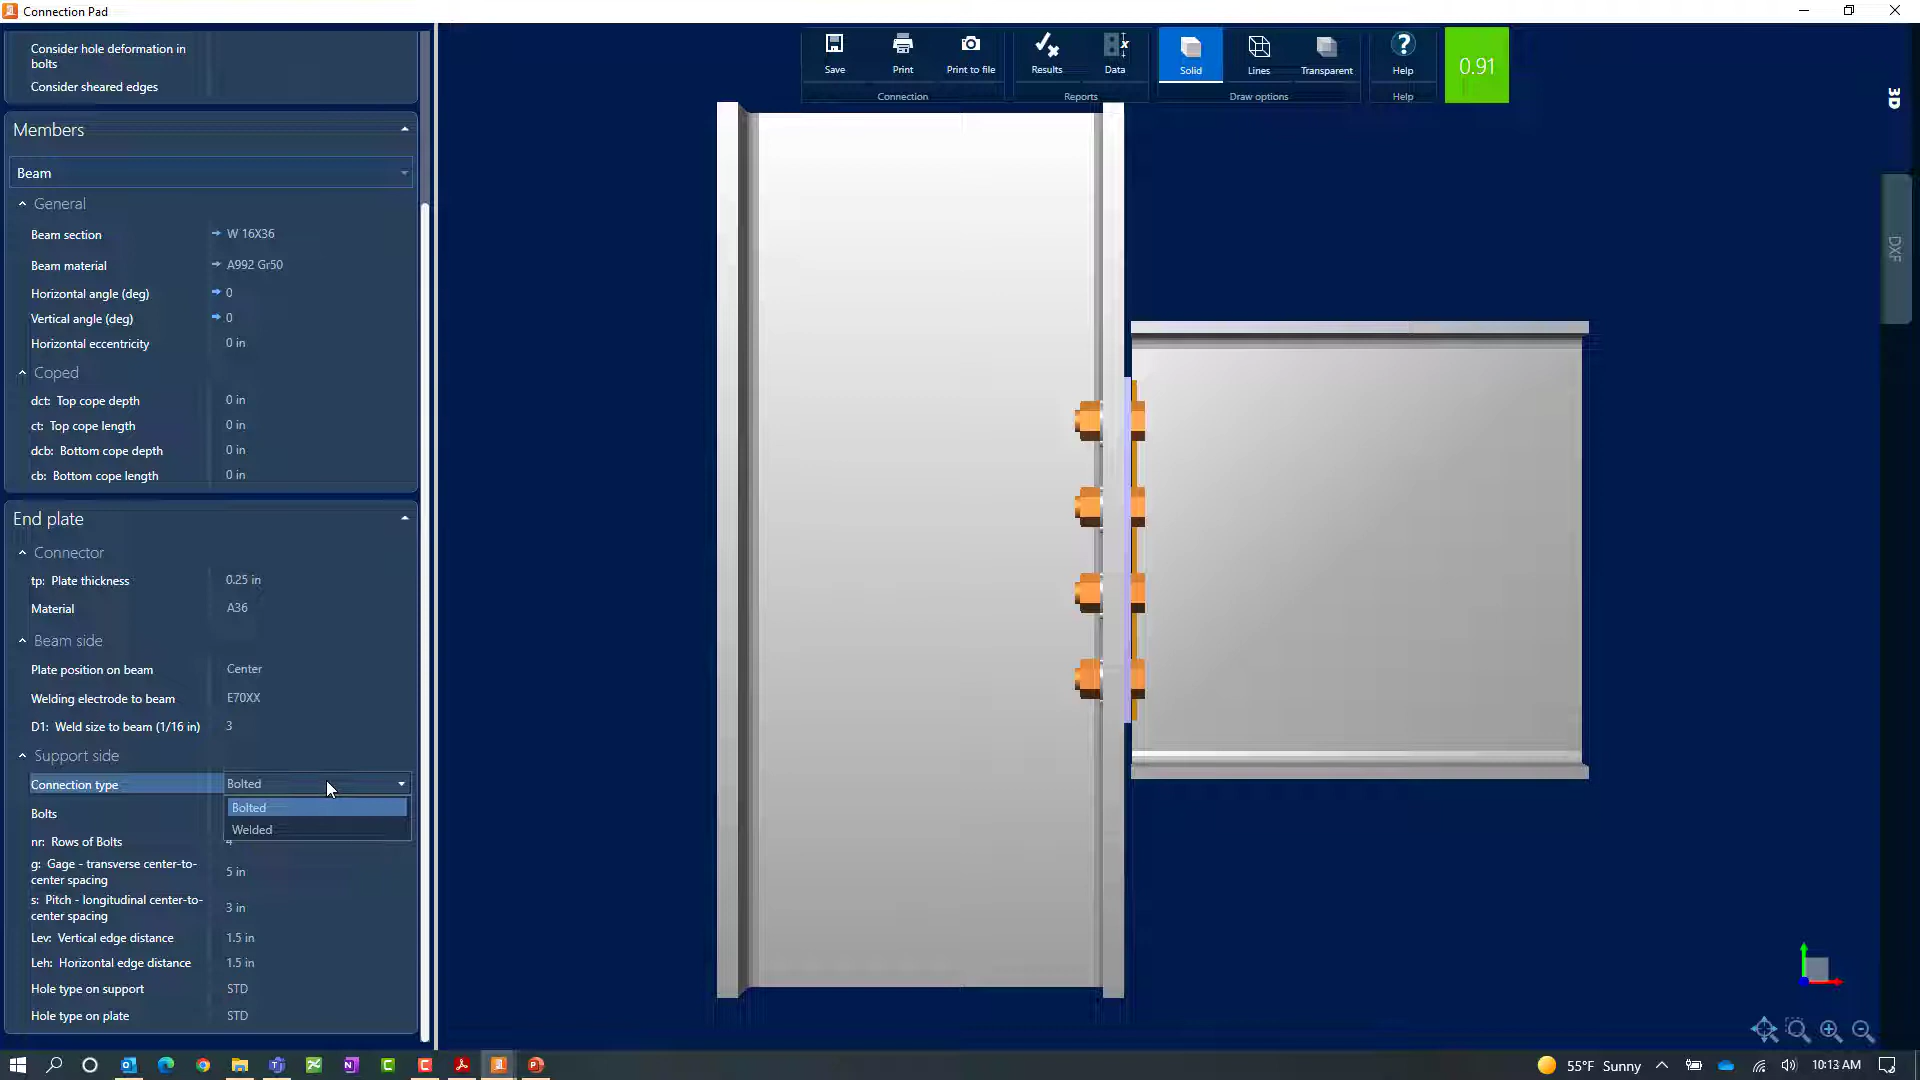 Connection Pad
Consider hole deformation in
bolts
Consider sheared edges
Members
Beam
General
Beam section W 16X36
Beam material A992 Gr50
Horizontal angle (deg) 0
Vertical angle (deg) 0
Horizontal eccentricity 0 in
Coped
dct: Top cope depth 0 in
ct: Top cope length 0 in
dcb: Bottom cope depth 0 in
cb: Bottom cope length 0 in
End plate
Connector
tp: Plate thickness 0.25 in
Material A36
Beam side
Plate position on beam Center
Welding electrode to beam E70XX
D1: Weld size to beam (1/16 in) 3
Support side
Connection type Bolted
Bolted
Bolts
Welded
nr: Rows of Bolts 4
g: Gage - transverse center-to-
center spacing 5 in
s: Pitch - longitudinal center-to-
center spacing 3 in
Lev: Vertical edge distance 1.5 in
Leh: Horizontal edge distance 1.5 in
Hole type on support STD
Hole type on plate STD
Save Print Print to file Results Data Solid Lines Transparent Help
Connection Reports Draw options Help
0.91
3D
DXF
55°F Sunny 10:13 AM